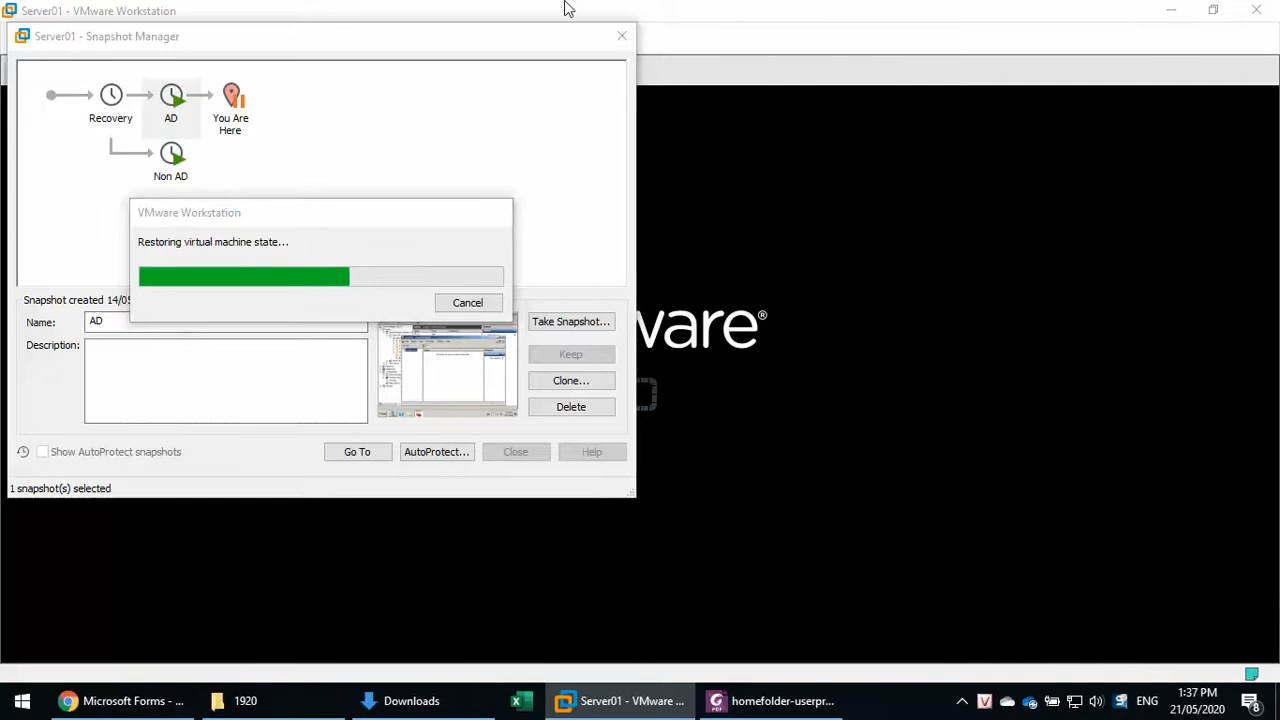 Server01 - VMware Workstation
Server01 - Snapshot Manager
Recovery
AD
You Are
Here
Non AD
VMware Workstation
Restoring virtual machine state...
Cancel
Snapshot created 14/05
Name:
AD
Take Snapshot...
ware®
Description:
Keep
Clone...
Delete
Show AutoProtect snapshots
Go To
AutoProtect...
Close
Help
1 snapshot(s) selected
Microsoft Forms - ...
1920
Downloads
Server01 - VMware ...
homefolder-userpr...
ENG
1:37 PM
21/05/2020
8